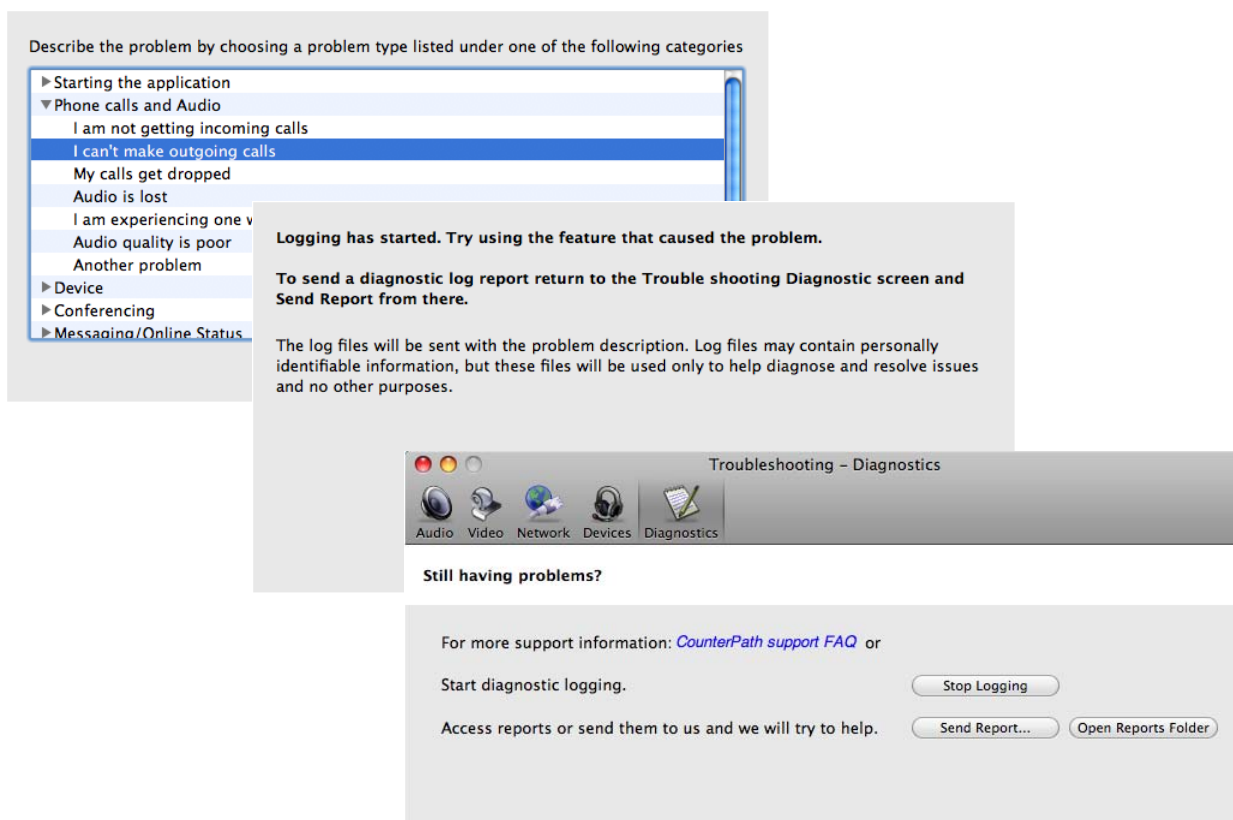 Describe the problem by choosing a problem type listed under one of the following categories
Starting the application
Phone calls and Audio
I am not getting incoming calls
I can't make outgoing calls
My calls get dropped
Audio is lost
I am experiencing one
Audio quality is poor
Another problem
Device
Conferencing
Messaging/Online Status
Logging has started. Try using the feature that caused the problem.
To send a diagnostic log report return to the Trouble shooting Diagnostic screen and
Send Report from there.
The log files will be sent with the problem description. Log files may contain personally
identifiable information, but these files will be used only to help diagnose and resolve issues
and no other purposes.
Troubleshooting – Diagnostics
Audio Video Network Devices Diagnostics
Still having problems?
For more support information: CounterPath support FAQ or
Start diagnostic logging. Stop Logging
Access reports or send them to us and we will try to help. Send Report... Open Reports Folder